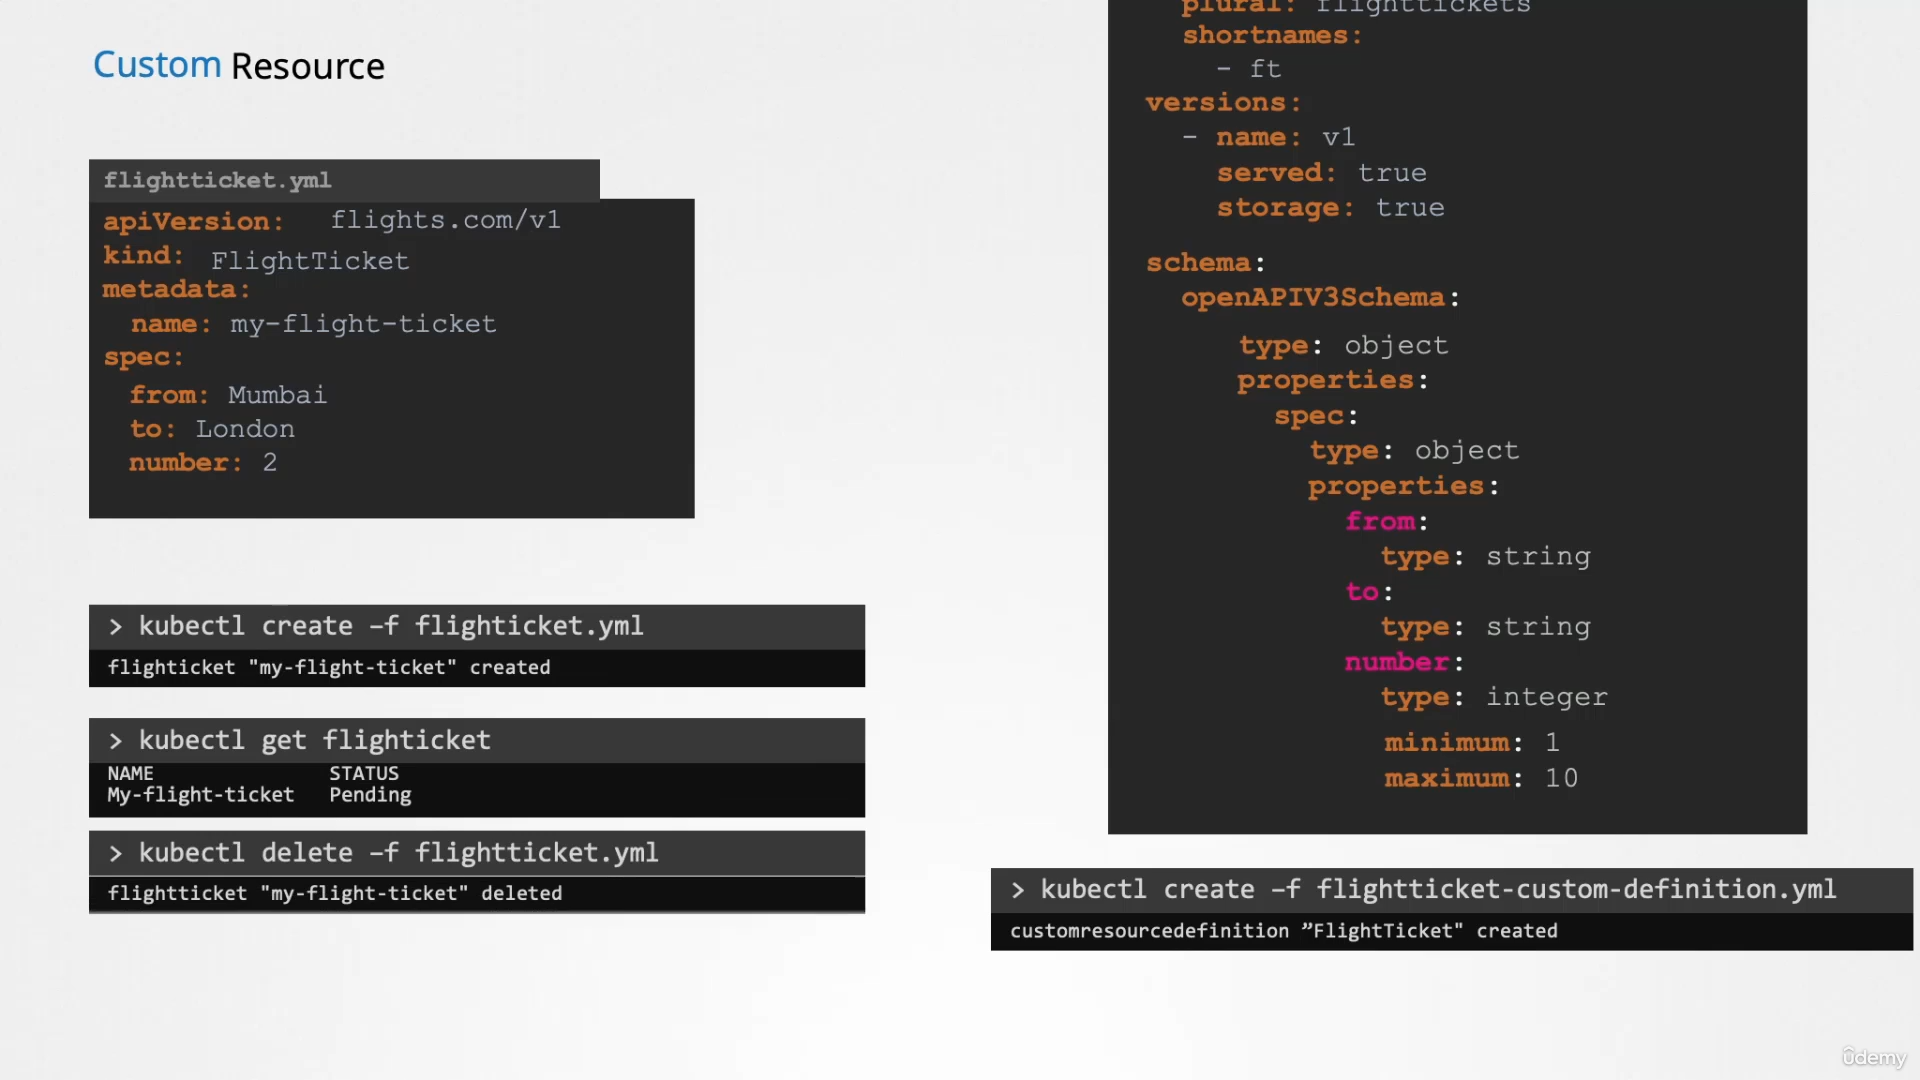 Custom Resource
flightticket.yml
apiVersion: flights.com/v1
kind: FlightTicket
metadata:
name: my-flight-ticket
spec:
from: Mumbai
to: London
number: 2
> kubectl create –f flighticket.yml
flighticket "my-flight-ticket" created
> kubectl get flighticket
NAME STATUS
My-flight-ticket Pending
> kubectl delete –f flightticket.yml
flightticket "my-flight-ticket" deleted
plural: flighttickets
shortnames:
- ft
versions:
- name: v1
served: true
storage: true
schema:
openAPIV3Schema:
type: object
properties:
spec:
type: object
properties:
from:
type: string
to:
type: string
number:
type: integer
minimum: 1
maximum: 10
> kubectl create –f flightticket-custom-definition.yml
customresourcedefinition ”FlightTicket" created
ûdemy